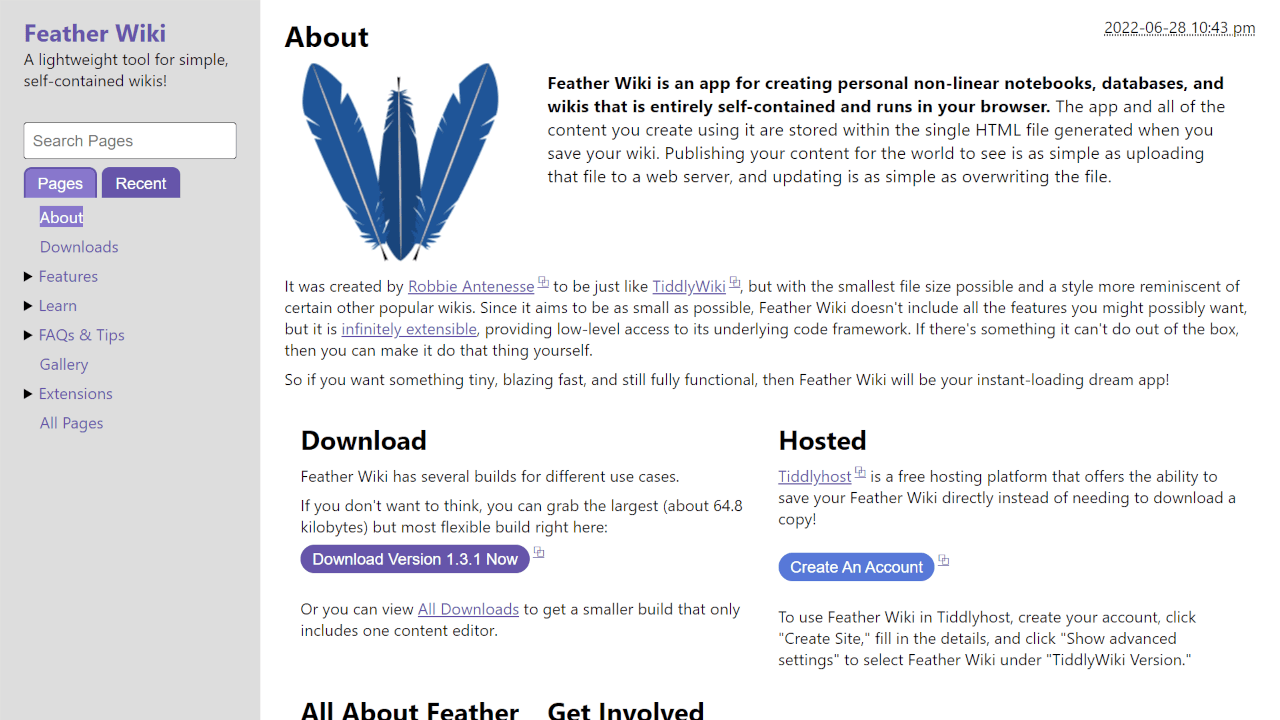 Feather Wiki
A lightweight tool for simple,
self-contained wikis!
Search Pages
Pages
Recent
About
Downloads
Features
Learn
FAQs & Tips
Gallery
Extensions
All Pages
About
2022-06-28 10:43 pm
Feather Wiki is an app for creating personal non-linear notebooks, databases, and
wikis that is entirely self-contained and runs in your browser. The app and all of the
content you create using it are stored within the single HTML file generated when you
save your wiki. Publishing your content for the world to see is as simple as uploading
that file to a web server, and updating is as simple as overwriting the file.
It was created by Robbie Antenesse to be just like TiddlyWiki, but with the smallest file size possible and a style more reminiscent of
certain other popular wikis. Since it aims to be as small as possible, Feather Wiki doesn't include all the features you might possibly want,
but it is infinitely extensible, providing low-level access to its underlying code framework. If there's something it can't do out of the box,
then you can make it do that thing yourself.
So if you want something tiny, blazing fast, and still fully functional, then Feather Wiki will be your instant-loading dream app!
Download
Feather Wiki has several builds for different use cases.
If you don't want to think, you can grab the largest (about 64.8
kilobytes) but most flexible build right here:
Download Version 1.3.1 Now
Or you can view All Downloads to get a smaller build that only
includes one content editor.
Hosted
Tiddlyhost is a free hosting platform that offers the ability to
save your Feather Wiki directly instead of needing to download a
copy!
Create An Account
To use Feather Wiki in Tiddlyhost, create your account, click
"Create Site," fill in the details, and click "Show advanced
settings" to select Feather Wiki under "TiddlyWiki Version."
All About Feather
Get Involved